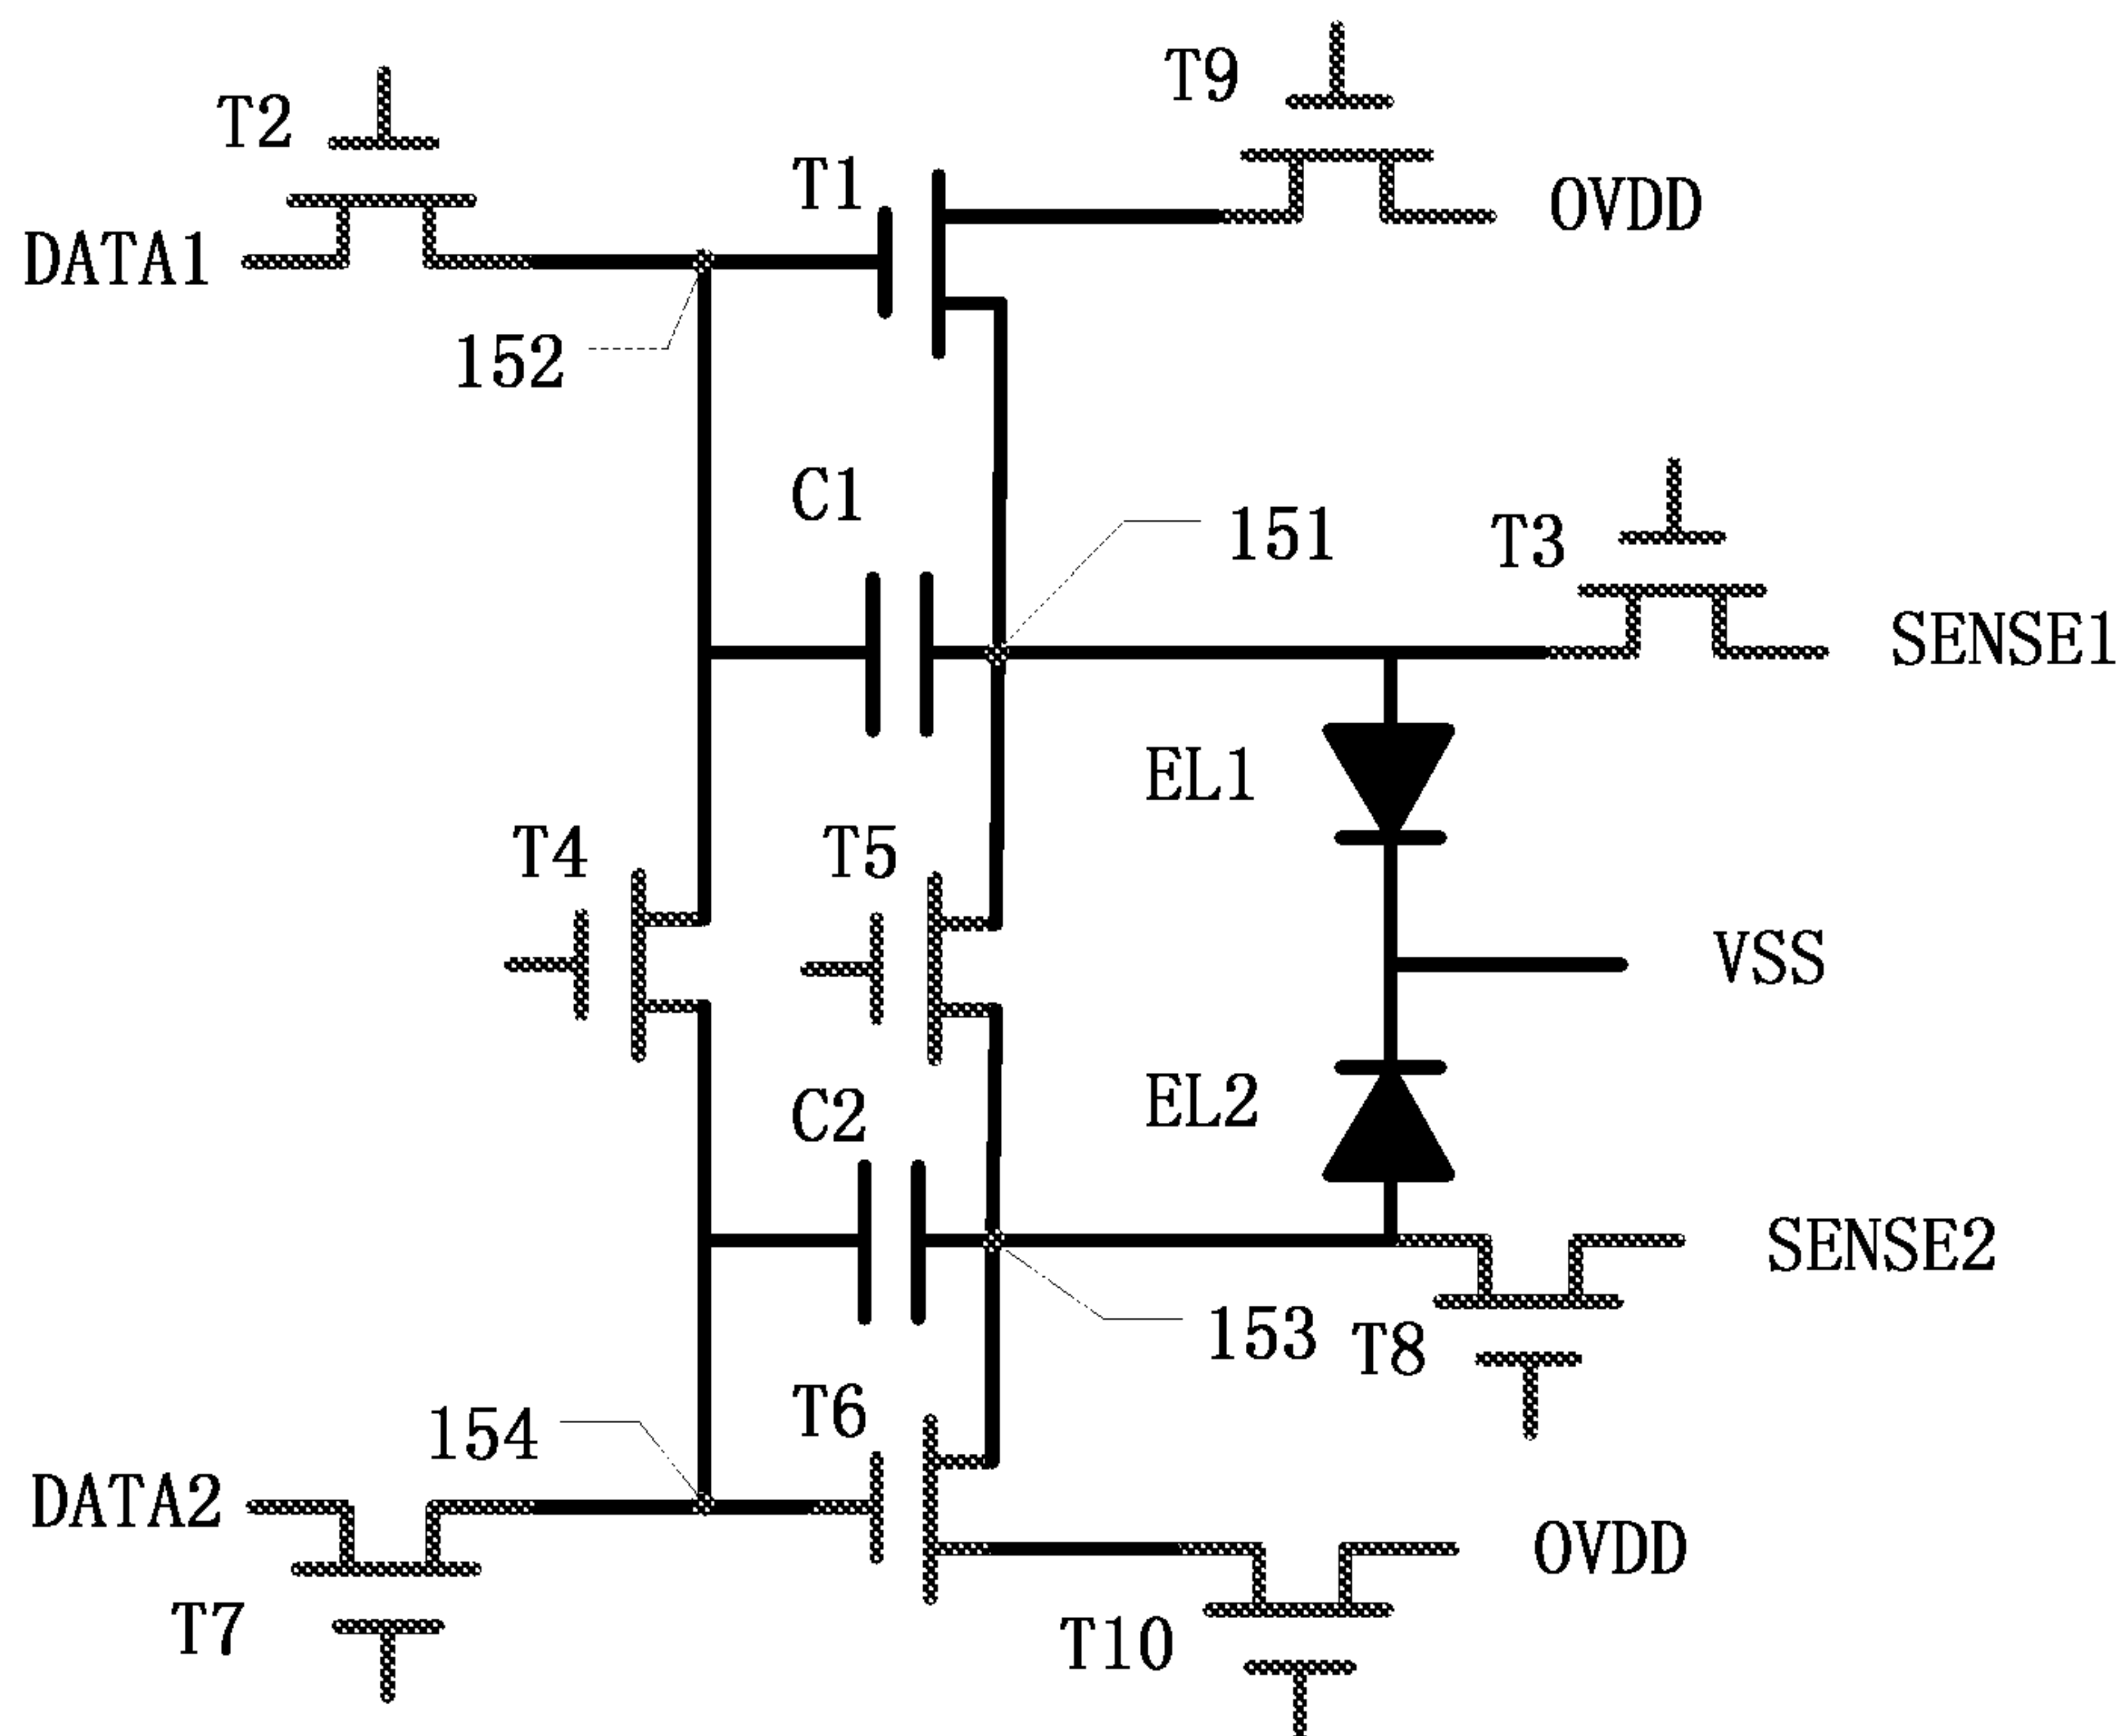 T9
T2
T1
OVDD
DATA1
152
C1
151
T3
SENSE1
EL1
T4
T5
VSS
EL2
C2
SENSE2
153
T8
T6
154
DATA2
OVDD
T7
T10